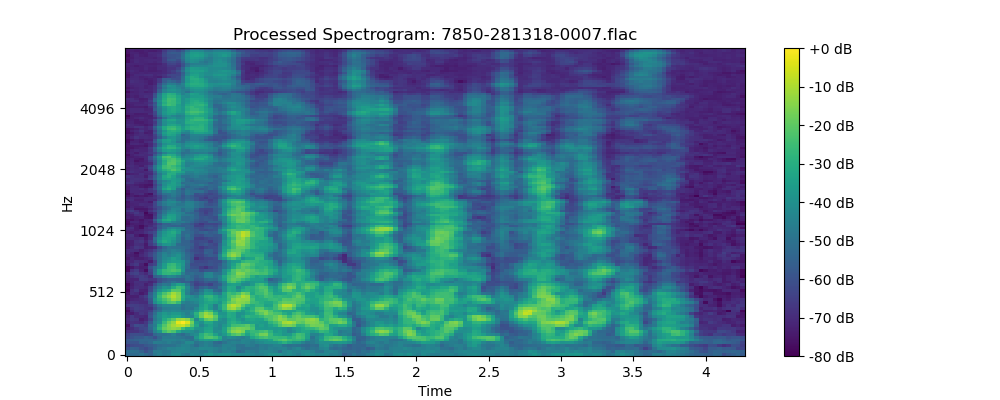 Processed Spectrogram: 7850-281318-0007.flac
+0 dB
-10 dB
-20 dB
-30 dB
-40 dB
-50 dB
-60 dB
-70 dB
-80 dB
Hz
4096
2048
1024
512
0
0 0.5 1 1.5 2 2.5 3 3.5 4
Time